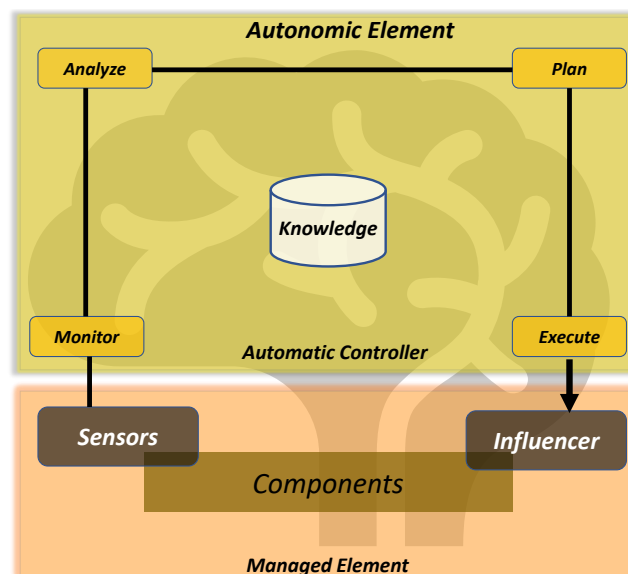 Autonomic Element
Analyze
Plan
Knowledge
Monitor
Execute
Automatic Controller
Sensors
Influencer
Components
Managed Element